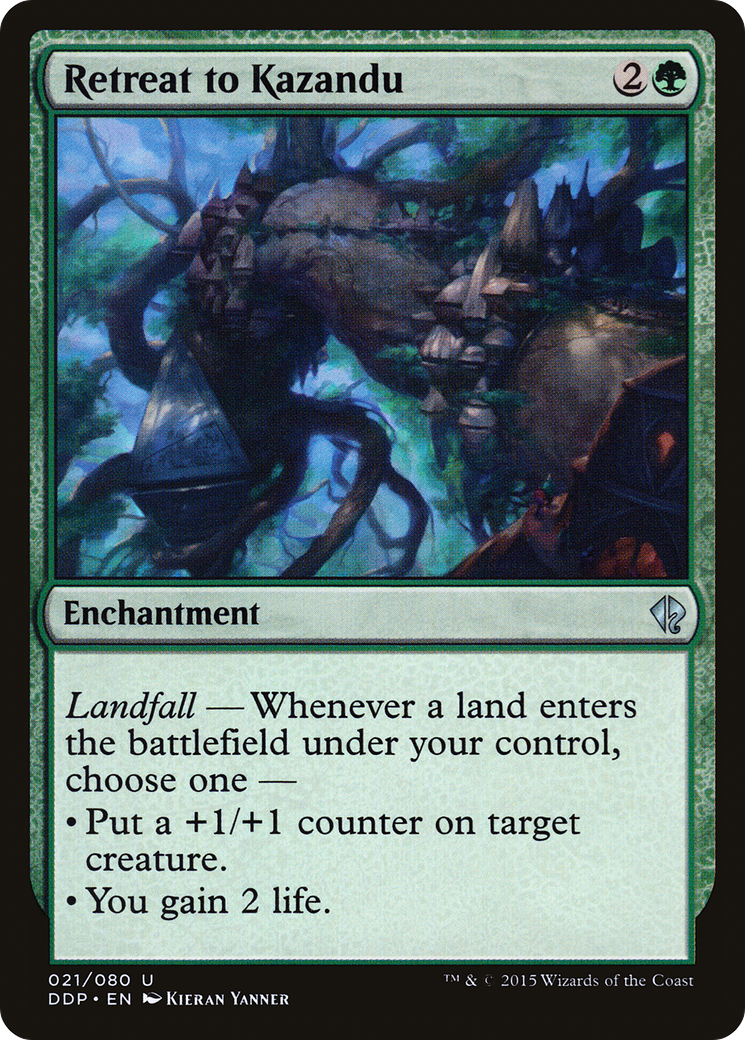 Retreat to Kazandu 2
Enchantment
Landfall — Whenever a land enters
the battlefield under your control,
choose one —
• Put a +1/+1 counter on target
creature.
• You gain 2 life.
021/080 U
DDP • EN Kieran Yanner
™ & © 2015 Wizards of the Coast